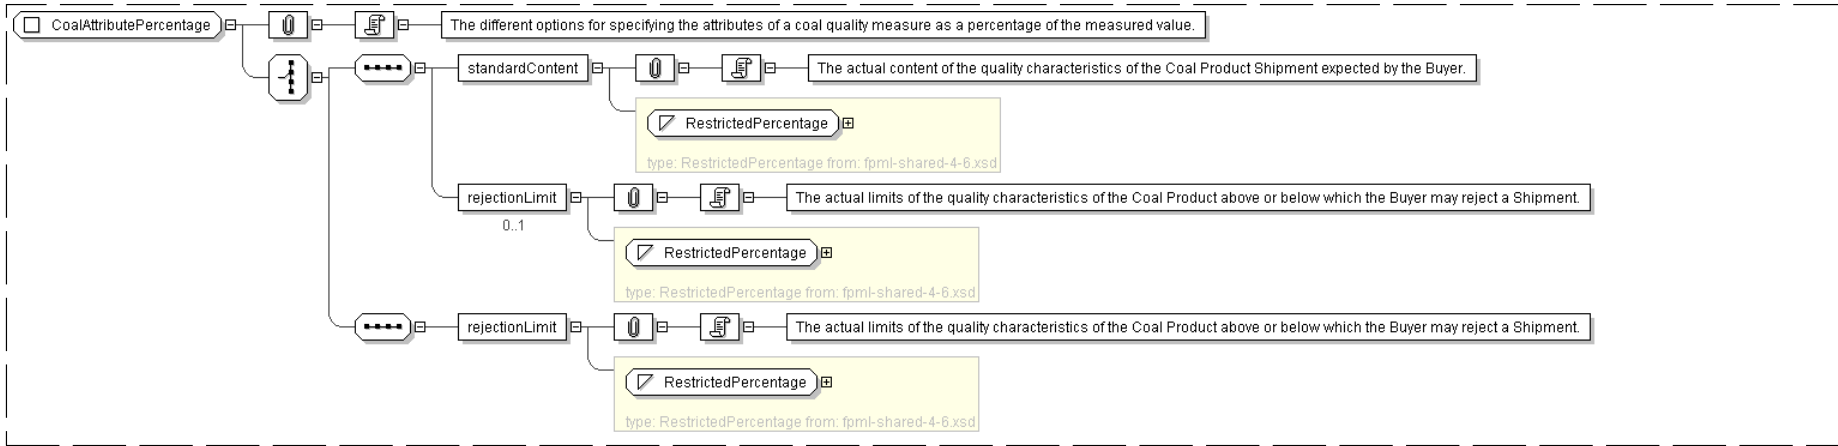 CoalAttributePercentage
The different options for specifying the attributes of a coal quality measure as a percentage of the measured value.
standardContent
The actual content of the quality characteristics of the Coal Product Shipment expected by the Buyer.
RestrictedPercentage
type: RestrictedPercentage from: fpml-shared-4-6.xsd
rejectionLimit
The actual limits of the quality characteristics of the Coal Product above or below which the Buyer may reject a Shipment.
0..1
RestrictedPercentage
type: RestrictedPercentage from: fpml-shared-4-6.xsd
rejectionLimit
The actual limits of the quality characteristics of the Coal Product above or below which the Buyer may reject a Shipment.
RestrictedPercentage
type: RestrictedPercentage from: fpml-shared-4-6.xsd